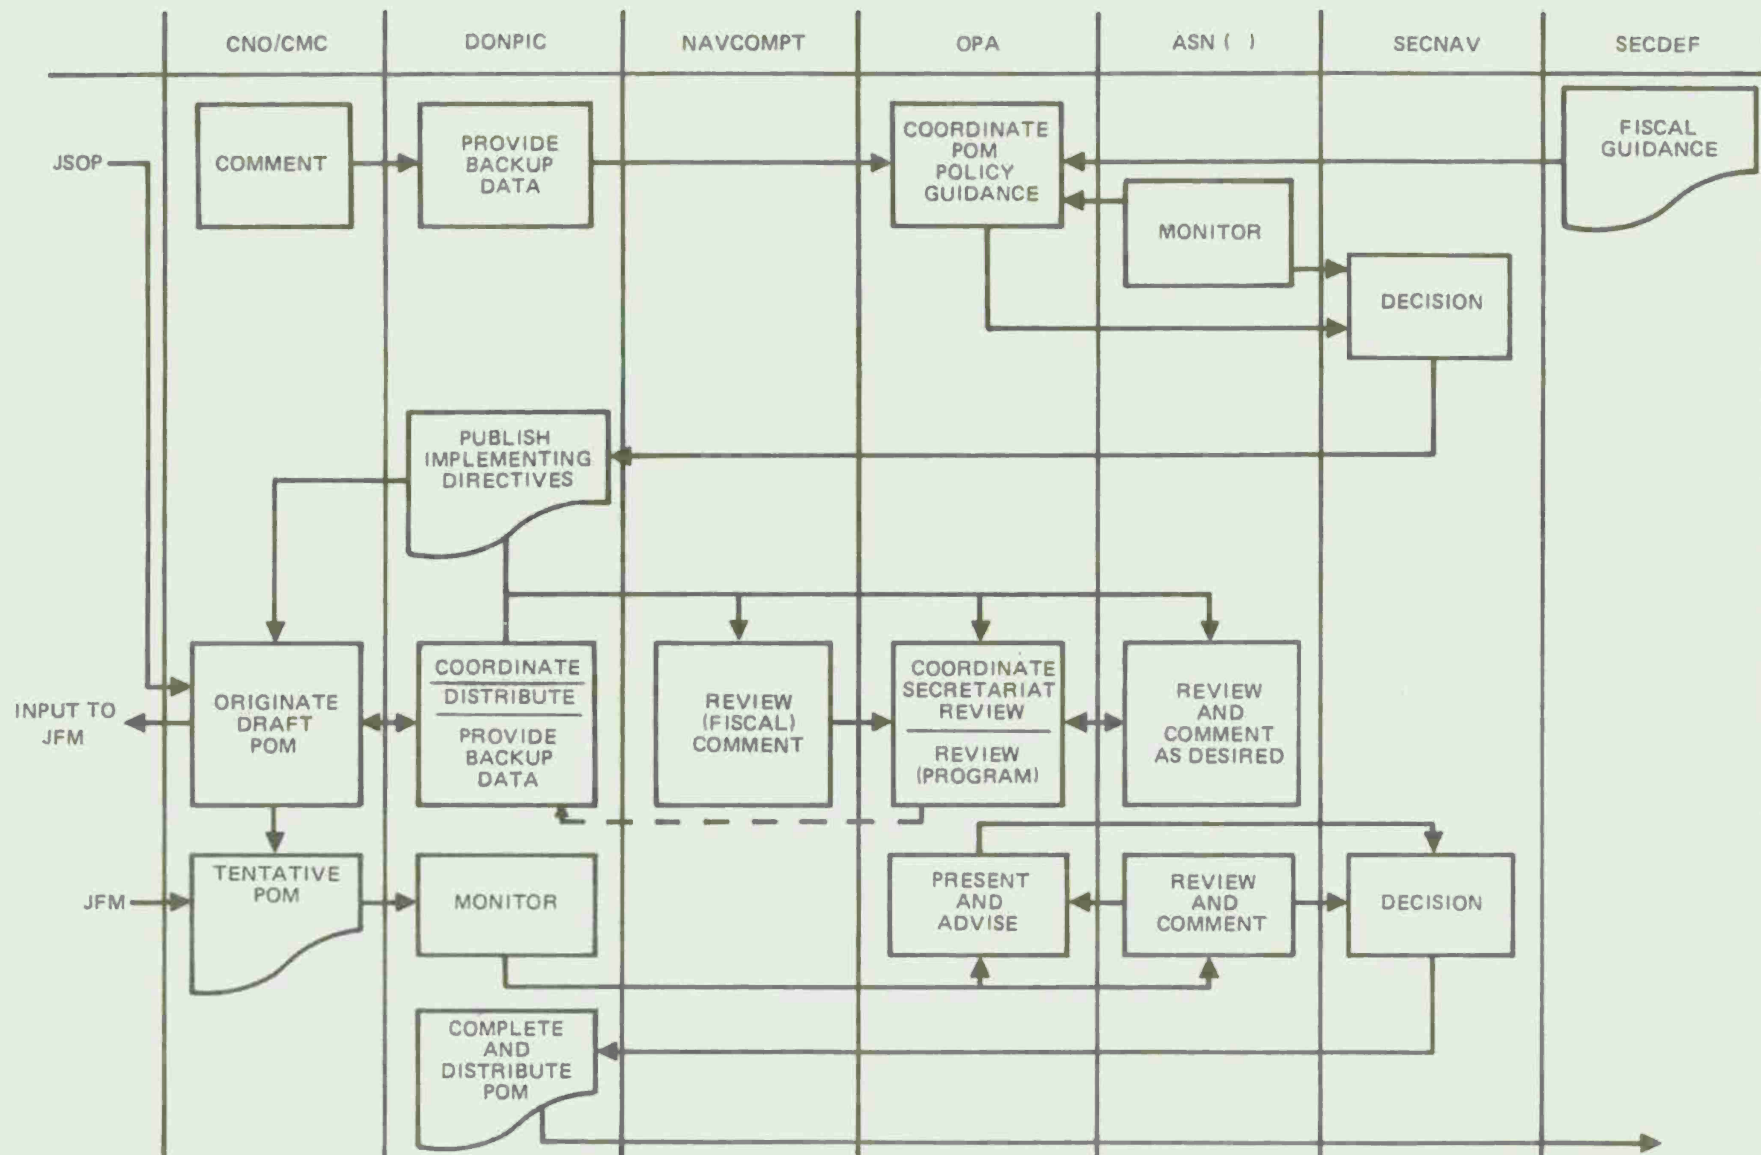 CNO/CMC
DONPIC
NAVCOMPT
OPA
ASN ( )
SECNAV
SECDEF
JSOP
COMMENT
PROVIDE
BACKUP
DATA
COORDINATE
POM
POLICY
GUIDANCE
FISCAL
GUIDANCE
MONITOR
DECISION
PUBLISH
IMPLEMENTING
DIRECTIVES
INPUT TO
JFM
ORIGINATE
DRAFT
POM
COORDINATE
DISTRIBUTE
PROVIDE
BACKUP
DATA
REVIEW
(FISCAL)
COMMENT
COORDINATE
SECRETARIAT
REVIEW
REVIEW
(PROGRAM)
REVIEW
AND
COMMENT
AS DESIRED
JFM
TENTATIVE
POM
MONITOR
PRESENT
AND
ADVISE
REVIEW
AND
COMMENT
DECISION
COMPLETE
AND
DISTRIBUTE
POM